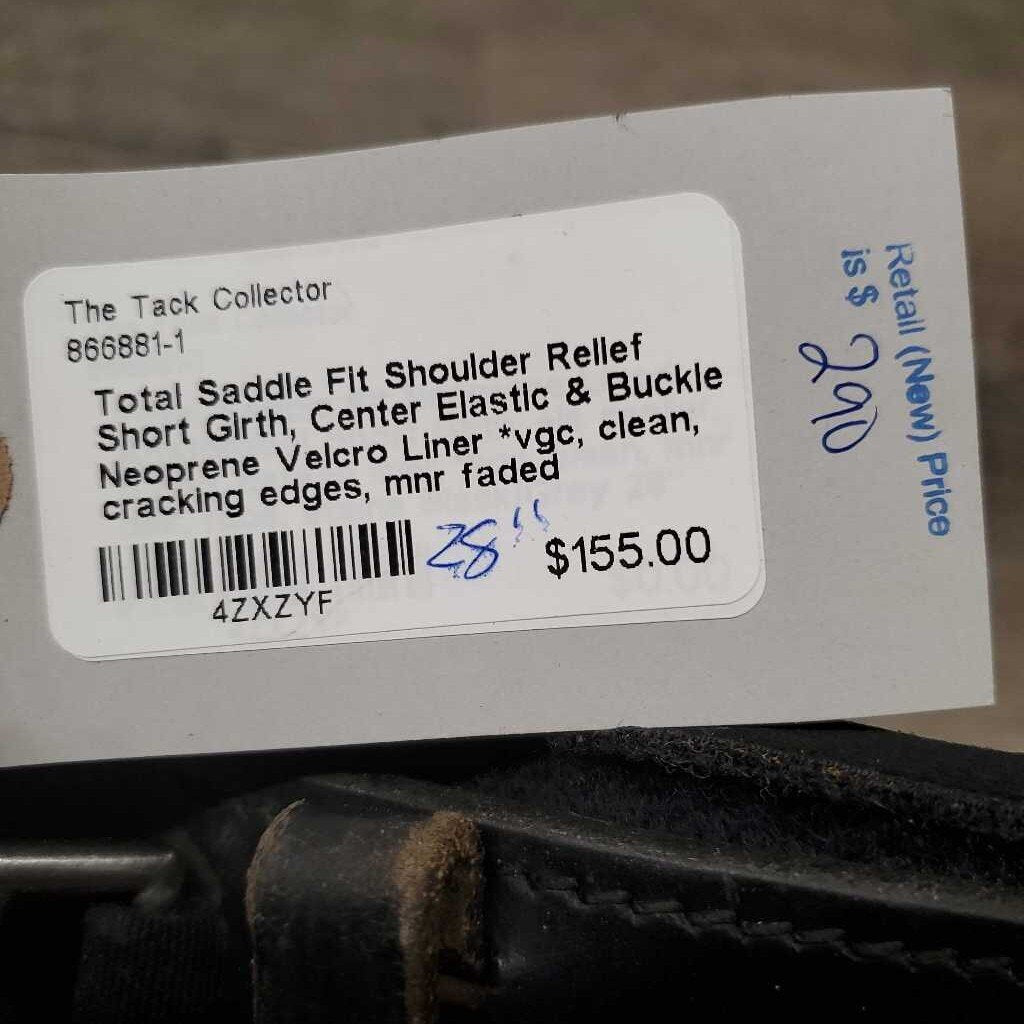 The Tack Collector
866881-1
Total Saddle Fit Shoulder Relief
Short Girth, Center Elastic & Buckle
Neoprene Velcro Liner *vgc, clean,
cracking edges, mnr faded
28"
$155.00
4ZXZYF
Retail (New) Price
is $ 290